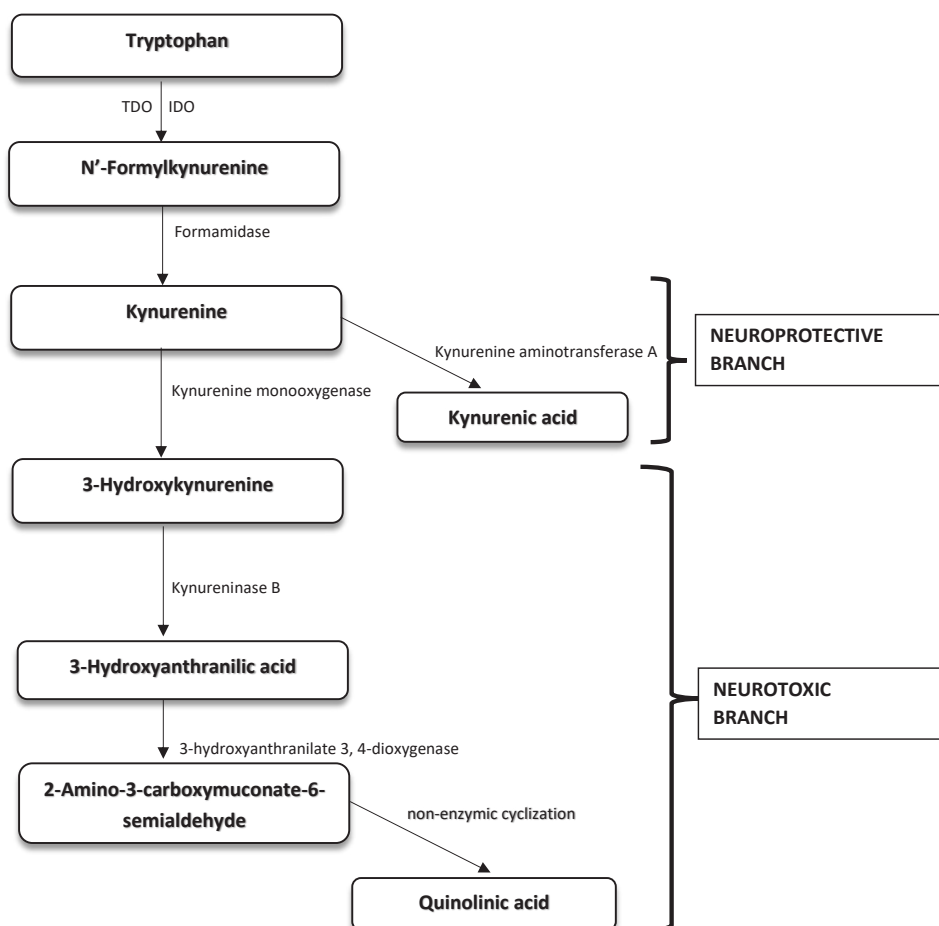 Tryptophan
TDO
IDO
N’-Formylkynurenine
Formamidase
Kynurenine
Kynurenine aminotransferase A
NEUROPROTECTIVE
BRANCH
Kynurenine monooxygenase
Kynurenic acid
3-Hydroxykynurenine
Kynureninase B
3-Hydroxyanthranilic acid
NEUROTOXIC
BRANCH
3-hydroxyanthranilate 3, 4-dioxygenase
2-Amino-3-carboxymuconate-6-
semialdehyde
non-enzymic cyclization
Quinolinic acid